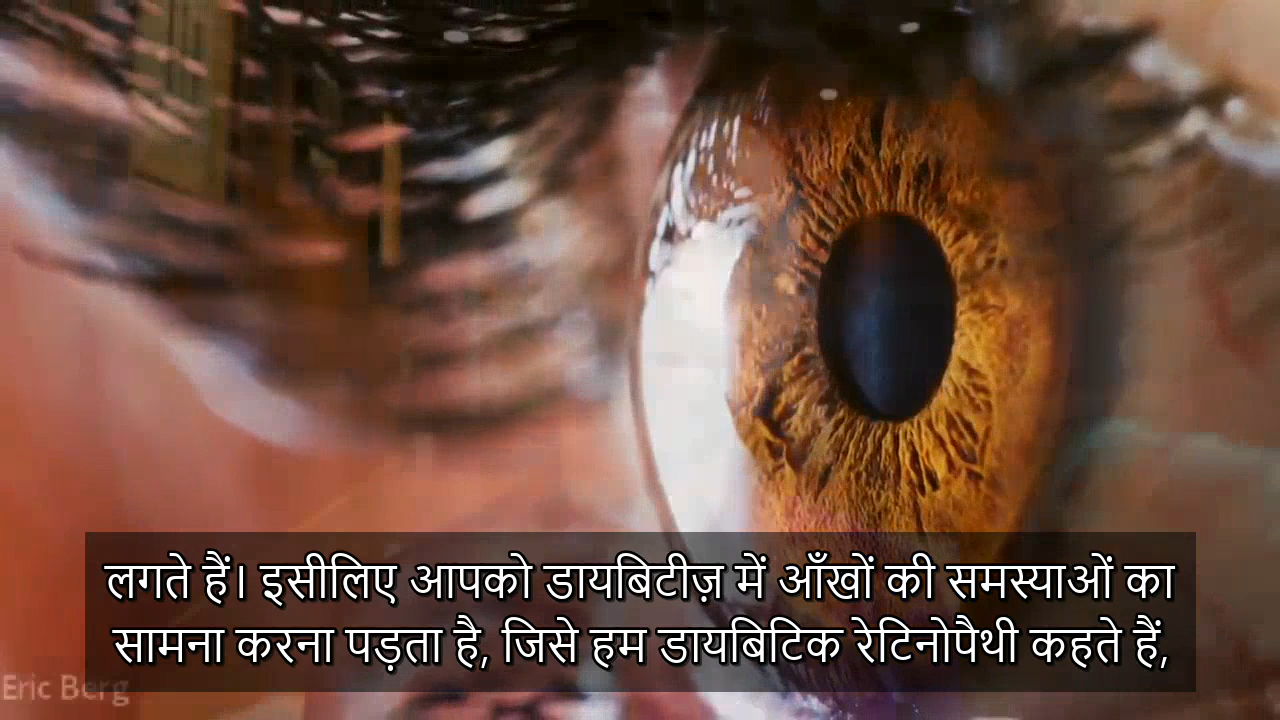 लगते हैं। इसीलिए आपको डायबिटीज़ में आँखों की समस्याओं का
सामना करना पड़ता है, जिसे हम डायबिटिक रेटिनोपैथी कहते हैं,
Eric Berg